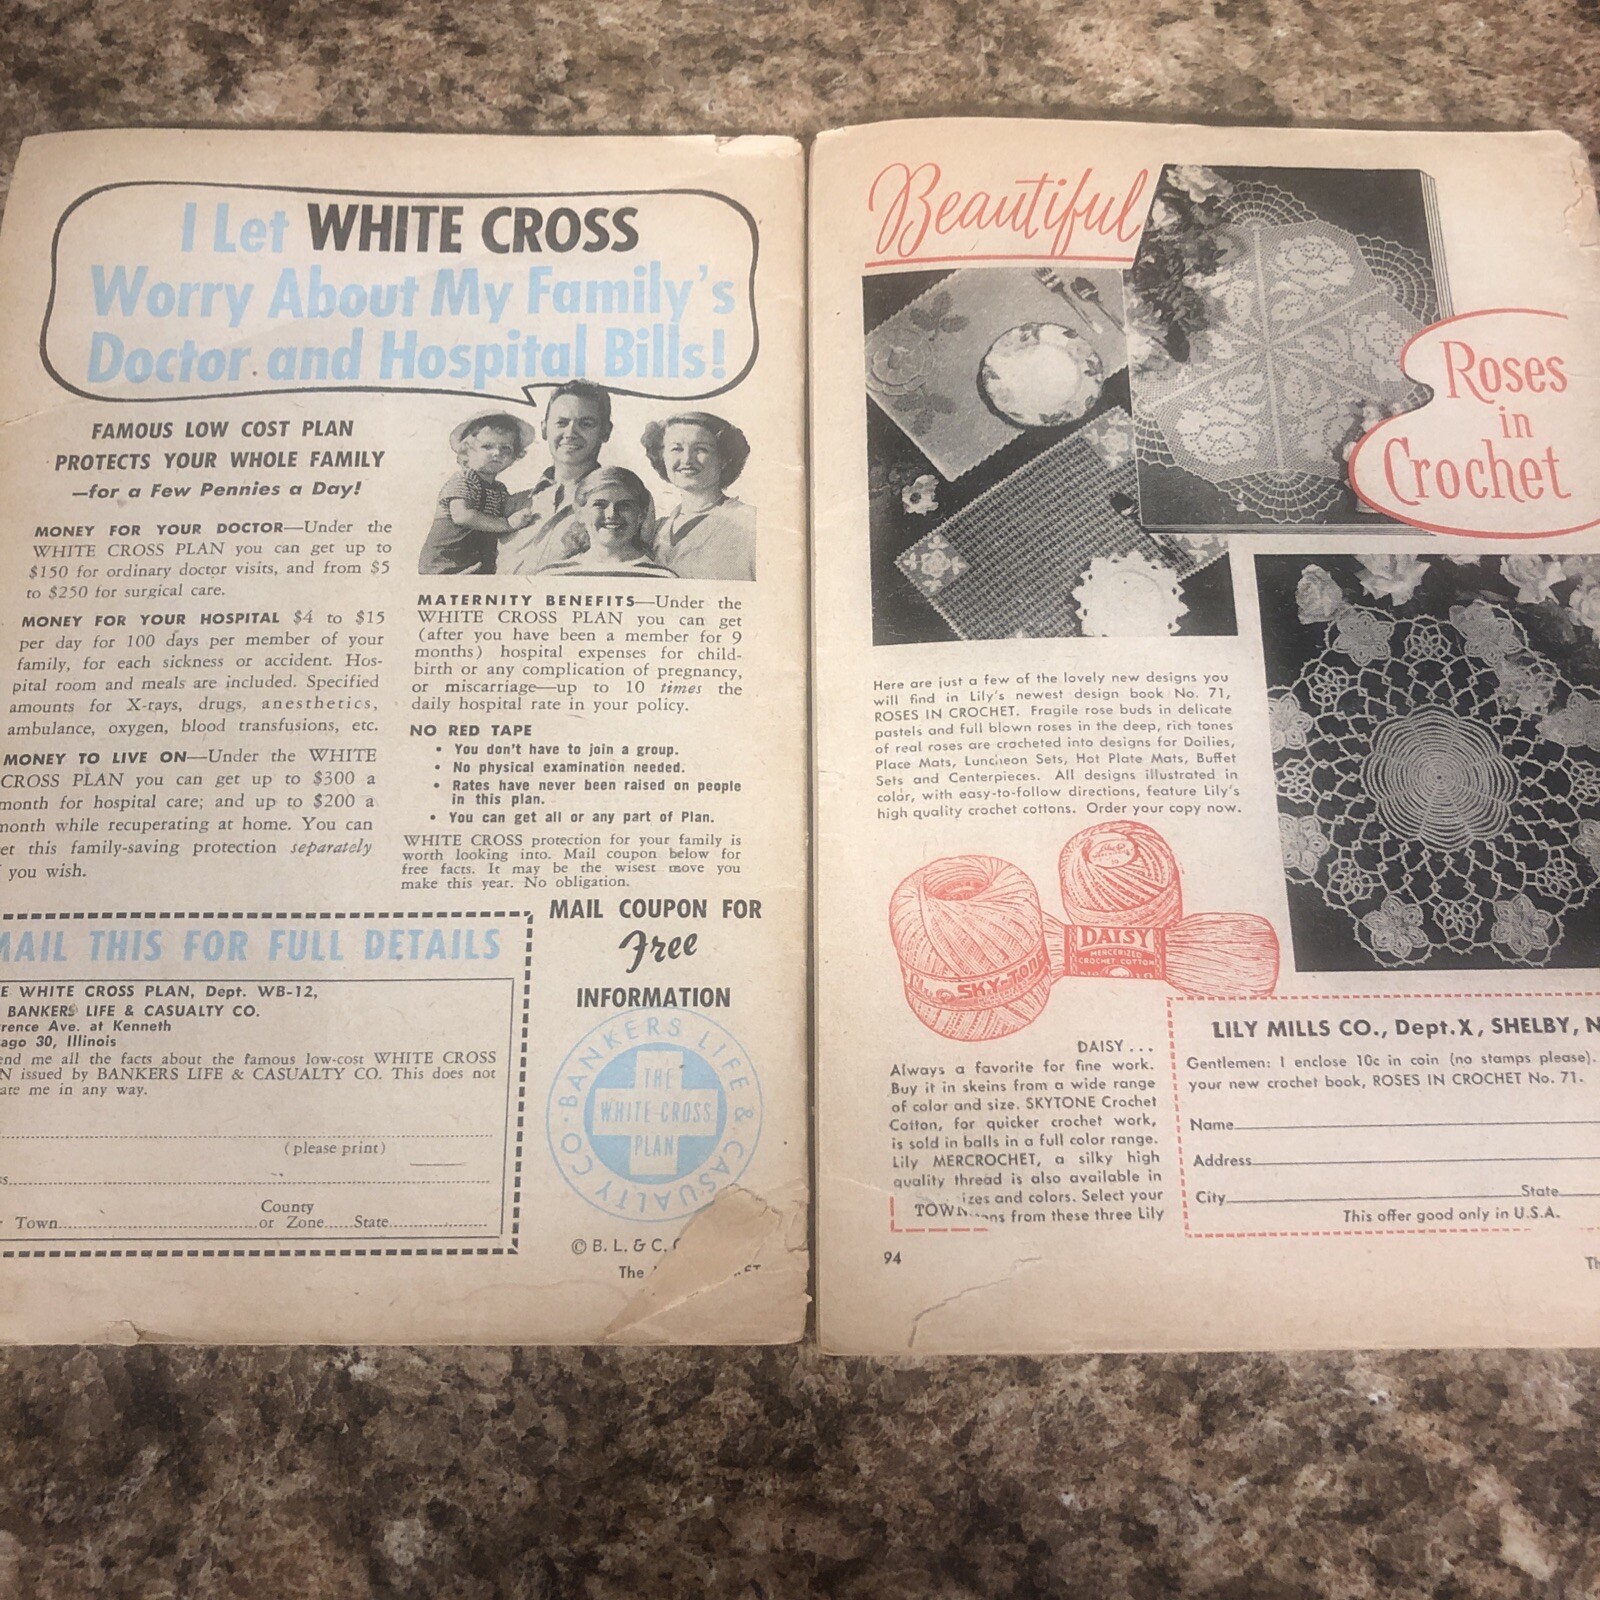 I Let WHITE CROSS
Worry About My Family's
Doctor and Hospital Bills!
FAMOUS LOW COST PLAN
PROTECTS YOUR WHOLE FAMILY
—for a Few Pennies a Day!
MONEY FOR YOUR DOCTOR—Under the
WHITE CROSS PLAN you can get up to
$150 for ordinary doctor visits, and from $5
to $250 for surgical care.
MONEY FOR YOUR HOSPITAL $4 to $15
per day for 100 days per member of your
family, for each sickness or accident. Hos-
pital room and meals are included. Specified
amounts for X-rays, drugs, anesthetics,
ambulance, oxygen, blood transfusions, etc.
MONEY TO LIVE ON—Under the WHITE
CROSS PLAN you can get up to $300 a
month for hospital care; and up to $200 a
month while recuperating at home. You can
et this family-saving protection separately
you wish.
MATERNITY BENEFITS—Under the
WHITE CROSS PLAN you can get
(after you have been a member for 9
months) hospital expenses for child-
birth or any complication of pregnancy,
or miscarriage—up to 10 times the
daily hospital rate in your policy.
NO RED TAPE
• You don't have to join a group.
• No physical examination needed.
• Rates have never been raised on people
in this plan.
• You can get all or any part of Plan.
WHITE CROSS protection for your family is
worth looking into. Mail coupon below for
free facts. It may be the wisest move you
make this year. No obligation.
MAIL THIS FOR FULL DETAILS
E WHITE CROSS PLAN, Dept. WB-12,
BANKERS LIFE & CASUALTY CO.
rence Ave. at Kenneth
ago 30, Illinois
end me all the facts about the famous low-cost WHITE CROSS
N issued by BANKERS LIFE & CASUALTY CO. This does not
ate me in any way.
(please print)
s
County
Town or Zone State
MAIL COUPON FOR
Free
INFORMATION
BANKERS LIFE & CASUALTY CO.
THE
WHITE CROSS
PLAN
© B. L. & C.
The
Beautiful
Roses
in
Crochet
Here are just a few of the lovely new designs you
will find in Lily's newest design book No. 71,
ROSES IN CROCHET. Fragile rose buds in delicate
pastels and full blown roses in the deep, rich tones
of real roses are crocheted into designs for Doilies,
Place Mats, Luncheon Sets, Hot Plate Mats, Buffet
Sets and Centerpieces. All designs illustrated in
color, with easy-to-follow directions, feature Lily's
high quality crochet cottons. Order your copy now.
SKY-TONE
DAISY
MERCERIZED
CROCHET COTTON
DAISY...
Always a favorite for fine work.
Buy it in skeins from a wide range
of color and size. SKYTONE Crochet
Cotton, for quicker crochet work,
is sold in balls in a full color range.
Lily MERCROCHET, a silky high
quality thread is also available in
izes and colors. Select your
TOWN ns from these three Lily
LILY MILLS CO., Dept. X, SHELBY, N
Gentlemen: I enclose 10c in coin (no stamps please).
your new crochet book, ROSES IN CROCHET No. 71.
Name
Address
City State
This offer good only in U.S.A.
94
Th